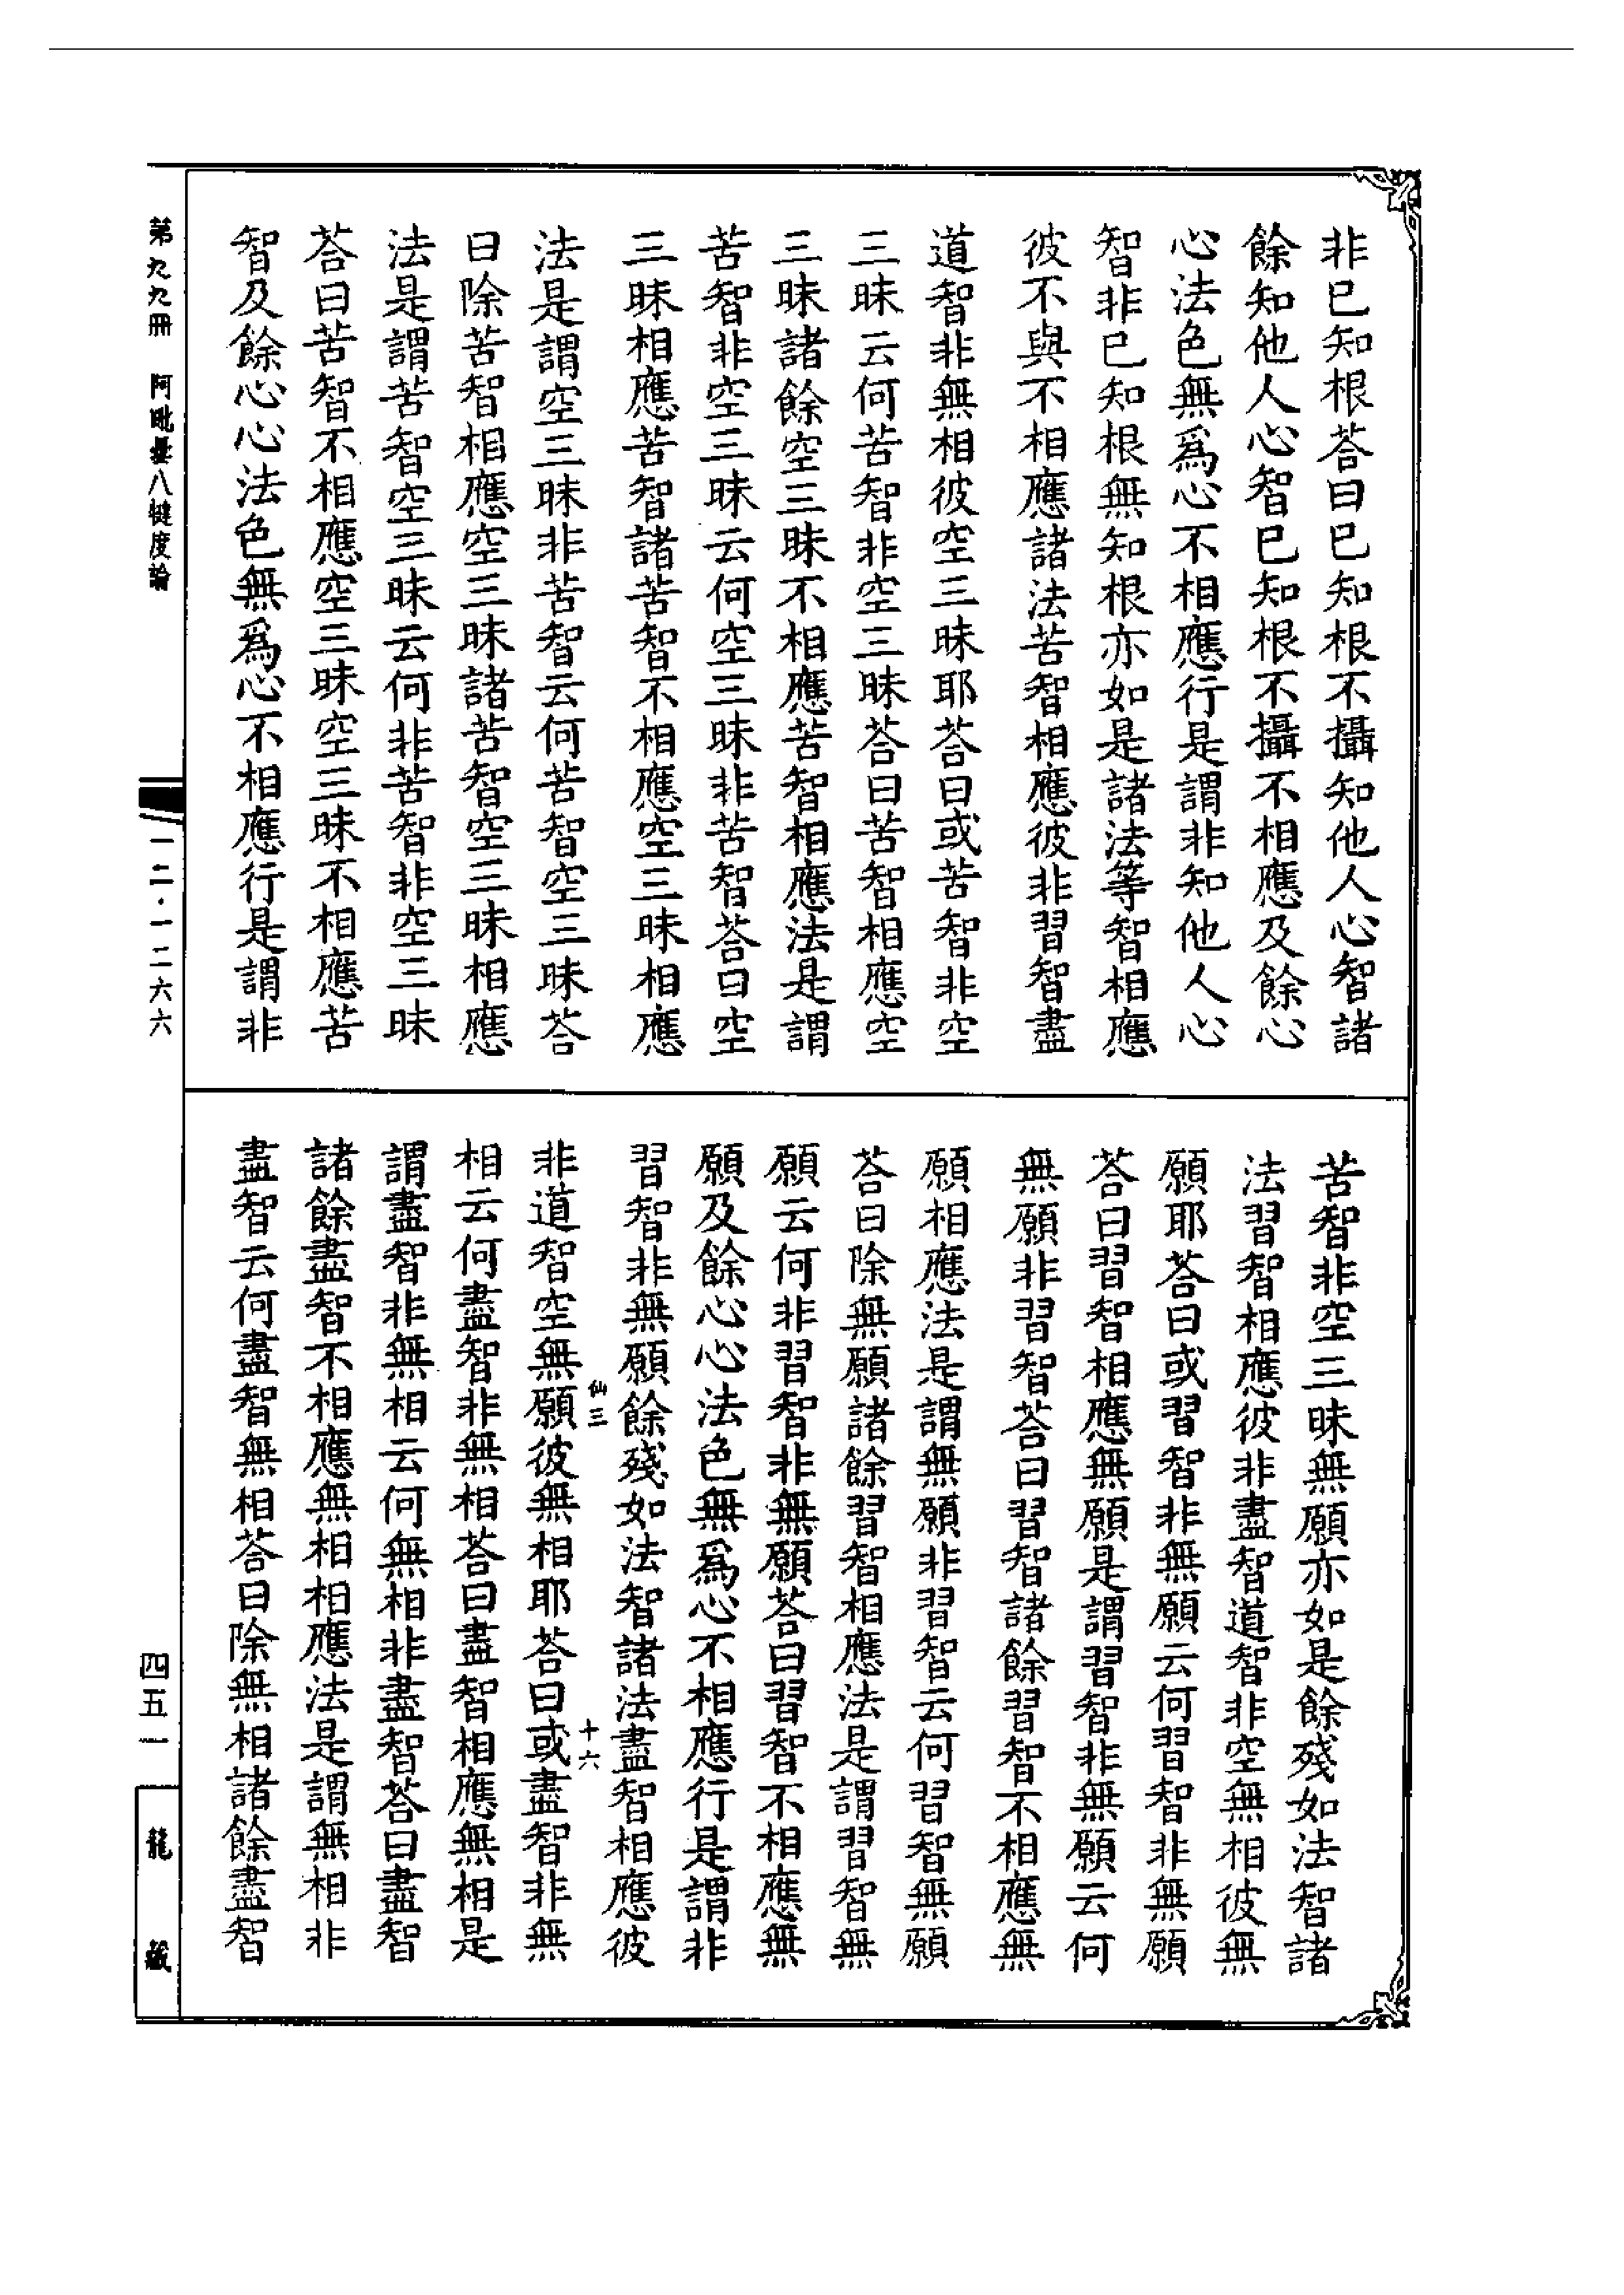 非已知根荅曰已知根不攝知他人心智諸
餘知他人心智已知根不攝不相應及餘心
心法色無爲心不相應行是謂非知他人心
智非已知根無知根亦如是諸法等智相應
彼不與不相應諸法苦智相應彼非習智盡
道智非無相彼空三昧耶荅曰或苦智非空
三昧云何苦智非空三昧荅曰苦智相應空
三昧諸餘空三昧不相應苦智相應法是謂
苦智非空三昧云何空三昧非苦智荅曰空
三昧相應苦智諸苦智不相應空三昧相應
法是謂空三昧非苦智云何苦智空三昧荅
曰除苦智相應空三昧諸苦智空三昧相應
法是謂苦智空三昧云何非苦智非空三昧
荅曰苦智不相應空三昧空三昧不相應苦
智及餘心心法色無爲心不相應行是謂非
苦智非空三昧無願亦如是餘殘如法智諸
法習智相應彼非盡智道智非空無相彼無
願耶荅曰或習智非無願云何習智非無願
荅曰習智相應無願是謂習智非無願云何
無願非習智荅曰習智諸餘習智不相應無
願相應法是謂無願非習智云何習智無願
荅曰除無願諸餘習智相應法是謂習智無
願云何非習智非無願荅曰習智不相應無
願及餘心心法色無爲心不相應行是謂非
習智非無願餘殘如法智諸法盡智相應彼
仙三
十六
非道智空無願彼無相耶荅曰或盡智非無
相云何盡智非無相荅曰盡智相應無相是
謂盡智非無相云何無相非盡智荅曰盡智
諸餘盡智不相應無相相應法是謂無相非
盡智云何盡智無相荅曰除無相諸餘盡智
第九九冊 阿毗曇八犍度論
一二·一二六六
四五一
龍藏